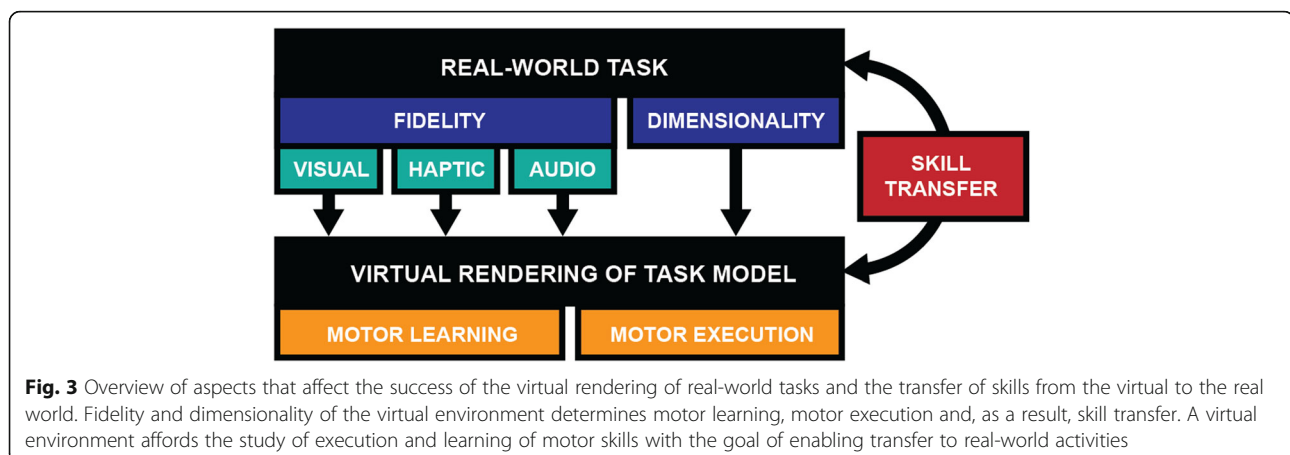 REAL-WORLD TASK
FIDELITY
DIMENSIONALITY
VISUAL
HAPTIC
AUDIO
SKILL
TRANSFER
VIRTUAL RENDERING OF TASK MODEL
MOTOR LEARNING
MOTOR EXECUTION
Fig. 3 Overview of aspects that affect the success of the virtual rendering of real-world tasks and the transfer of skills from the virtual to the real
world. Fidelity and dimensionality of the virtual environment determines motor learning, motor execution and, as a result, skill transfer. A virtual
environment affords the study of execution and learning of motor skills with the goal of enabling transfer to real-world activities